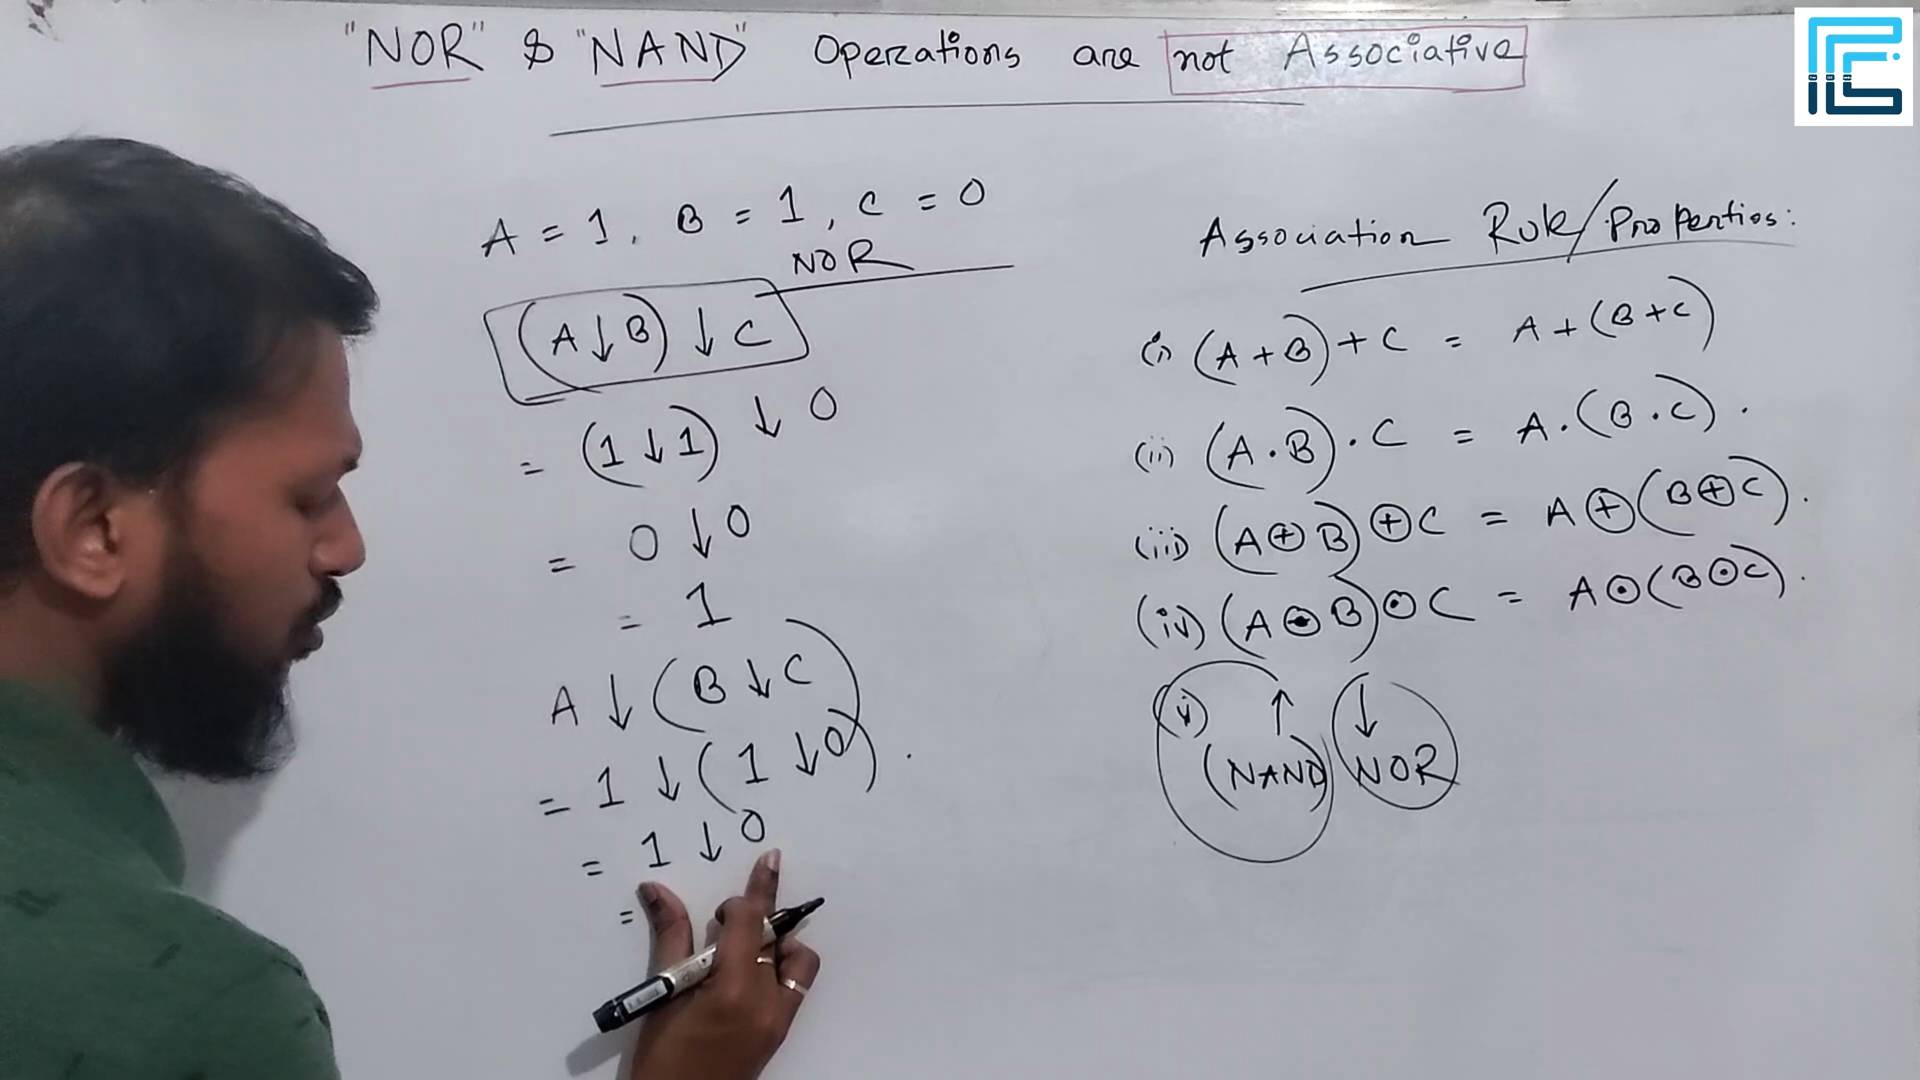 "NOR" & "NAND" Operations are not Associative
A = 1, B = 1, C = 0
NOR
(A↓B)↓C
= (1↓1)↓0
= 0↓0
= 1
A↓(B↓C)
= 1↓(1↓0).
= 1↓0
=
Association Rule/Properties:
(i) (A+B)+C = A+(B+C)
(ii) (A·B)·C = A·(B·C).
(iii) (A⊕B)⊕C = A⊕(B⊕C).
(iv) (A⊙B)⊙C = A⊙(B⊙C).
(v) ↑ ↓
(NAND) NOR